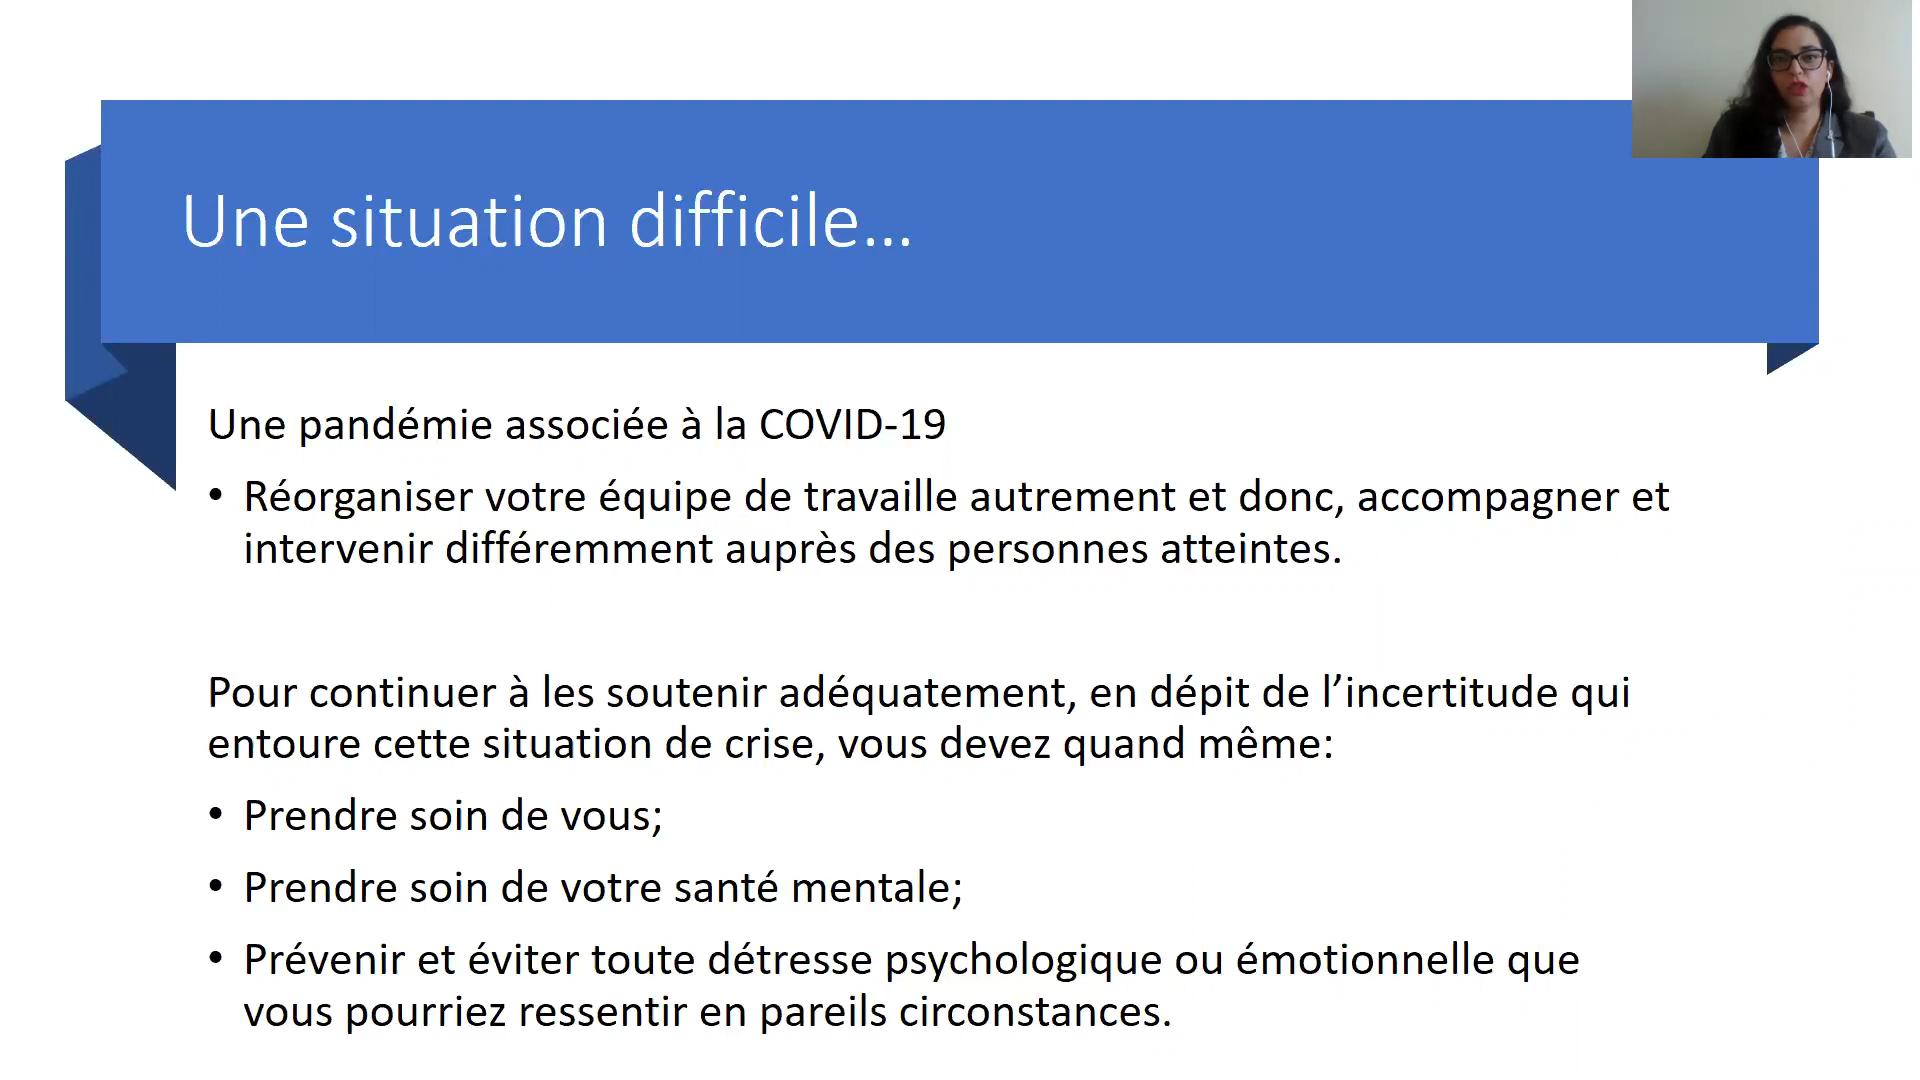 Une situation difficile...
Une pandémie associée à la COVID-19
• Réorganiser votre équipe de travaille autrement et donc, accompagner et
intervenir différemment auprès des personnes atteintes.
Pour continuer à les soutenir adéquatement, en dépit de l’incertitude qui
entoure cette situation de crise, vous devez quand même:
• Prendre soin de vous;
• Prendre soin de votre santé mentale;
• Prévenir et éviter toute détresse psychologique ou émotionnelle que
vous pourriez ressentir en pareils circonstances.